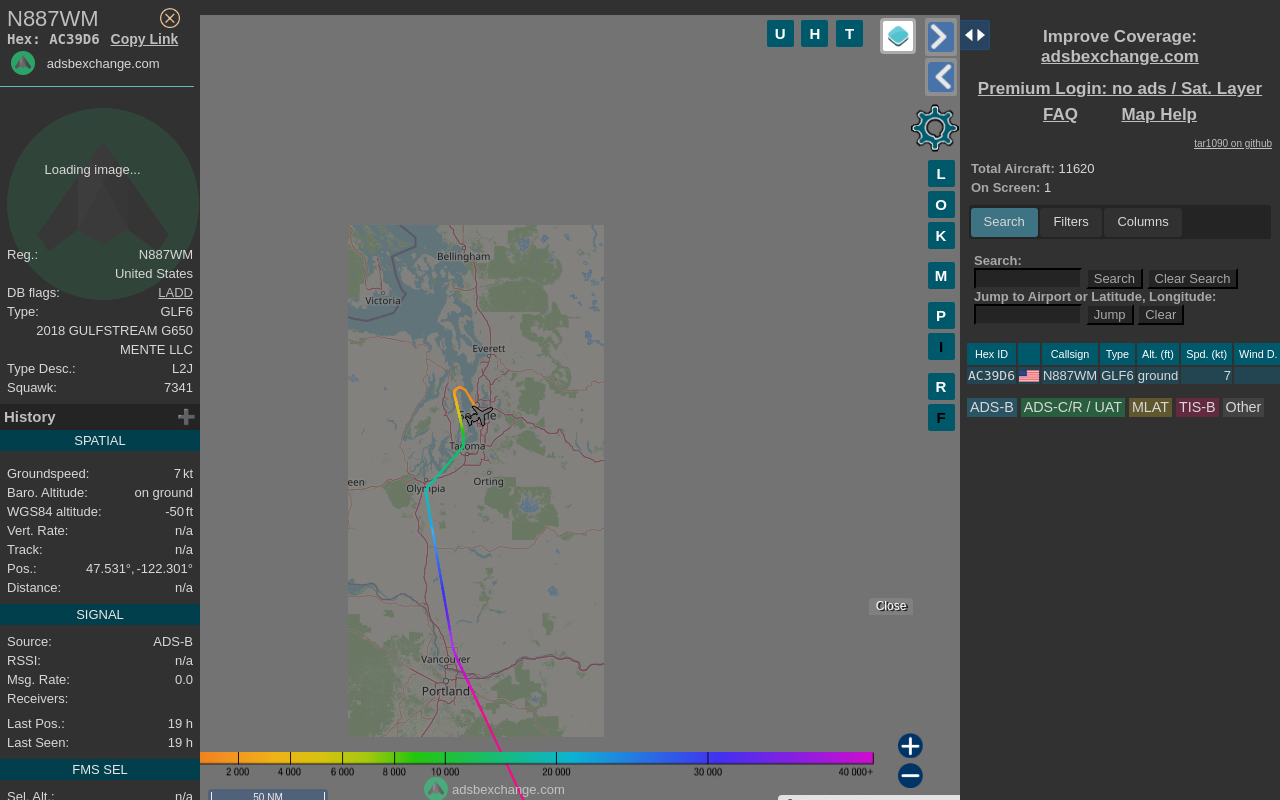 N887WM
Hex: AC39D6 Copy Link
adsbexchange.com
Loading image...
Reg.: N887WM
United States
DB flags: LADD
Type: GLF6
2018 GULFSTREAM G650
MENTE LLC
Type Desc.: L2J
Squawk: 7341
History
SPATIAL
Groundspeed: 7 kt
Baro. Altitude: on ground
WGS84 altitude: -50 ft
Vert. Rate: n/a
Track: n/a
Pos.: 47.531°, -122.301°
Distance: n/a
SIGNAL
Source: ADS-B
RSSI: n/a
Msg. Rate: 0.0
Receivers:
Last Pos.: 19 h
Last Seen: 19 h
FMS SEL
Sel. Alt.: n/a
U H T
L
O
K
M
P
I
R
F
Bellingham
Victoria
Everett
Tacoma
Olympia
Orting
een
Vancouver
Portland
Close
2 000 4 000 6 000 8 000 10 000 20 000 30 000 40 000+
adsbexchange.com
50 NM
Improve Coverage:
adsbexchange.com
Premium Login: no ads / Sat. Layer
FAQ Map Help
tar1090 on github
Total Aircraft: 11620
On Screen: 1
Search Filters Columns
Search:
Search Clear Search
Jump to Airport or Latitude, Longitude:
Jump Clear
Hex ID Callsign Type Alt. (ft) Spd. (kt) Wind D.
AC39D6 N887WM GLF6 ground 7
ADS-B ADS-C/R / UAT MLAT TIS-B Other